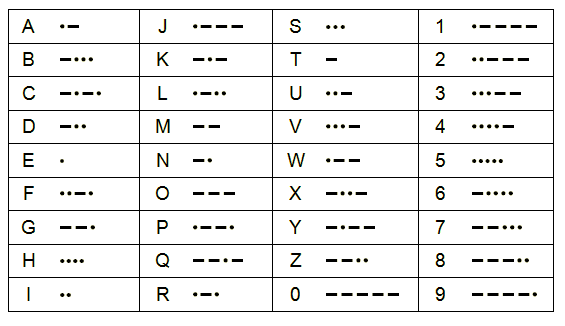 A •– J •––– S ••• 1 •––––
B –••• K –•– T – 2 ••–––
C –•–• L •–•• U ••– 3 •••––
D –•• M –– V •••– 4 ••••–
E • N –• W •–– 5 •••••
F ••–• O ––– X –••– 6 –••••
G ––• P •––• Y –•–– 7 ––•••
H •••• Q ––•– Z ––•• 8 –––••
I •• R •–• 0 ––––– 9 ––––•